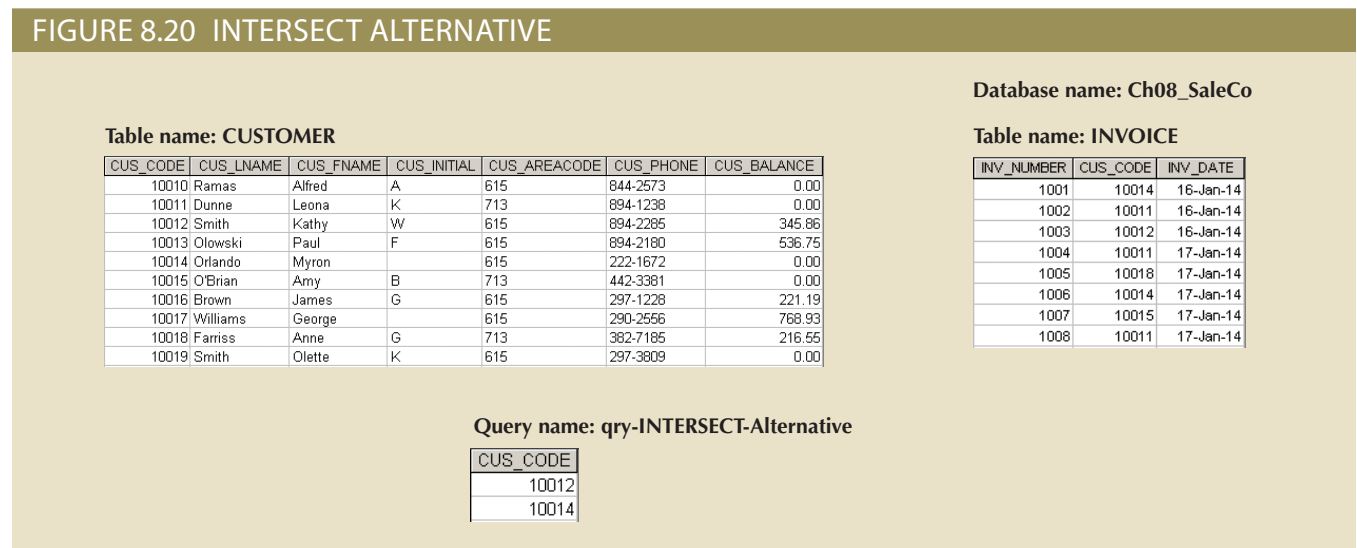 FIGURE 8.20 INTERSECT ALTERNATIVE
Database name: Ch08_SaleCo
Table name: CUSTOMER
CUS_CODE CUS_LNAME CUS_FNAME CUS_INITIAL CUS_AREACODE CUS_PHONE CUS_BALANCE
10010 Ramas Alfred A 615 844-2573 0.00
10011 Dunne Leona K 713 894-1238 0.00
10012 Smith Kathy W 615 894-2285 345.86
10013 Olowski Paul F 615 894-2180 536.75
10014 Orlando Myron 615 222-1672 0.00
10015 O'Brian Amy B 713 442-3381 0.00
10016 Brown James G 615 297-1228 221.19
10017 Williams George 615 290-2556 768.93
10018 Farriss Anne G 713 382-7185 216.55
10019 Smith Olette K 615 297-3809 0.00
Table name: INVOICE
INV_NUMBER CUS_CODE INV_DATE
1001 10014 16-Jan-14
1002 10011 16-Jan-14
1003 10012 16-Jan-14
1004 10011 17-Jan-14
1005 10018 17-Jan-14
1006 10014 17-Jan-14
1007 10015 17-Jan-14
1008 10011 17-Jan-14
Query name: qry-INTERSECT-Alternative
CUS_CODE
10012
10014